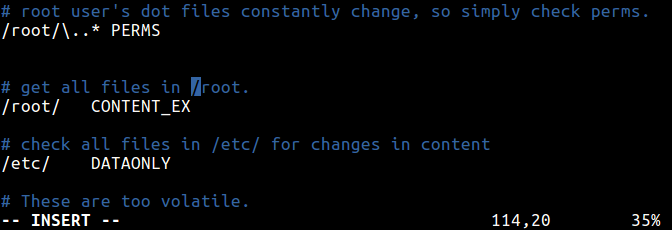 # root user's dot files constantly change, so simply check perms.
/root/\..* PERMS
# get all files in /root.
/root/   CONTENT_EX
# check all files in /etc/ for changes in content
/etc/    DATAONLY
# These are too volatile.
-- INSERT --                                     114,20        35%